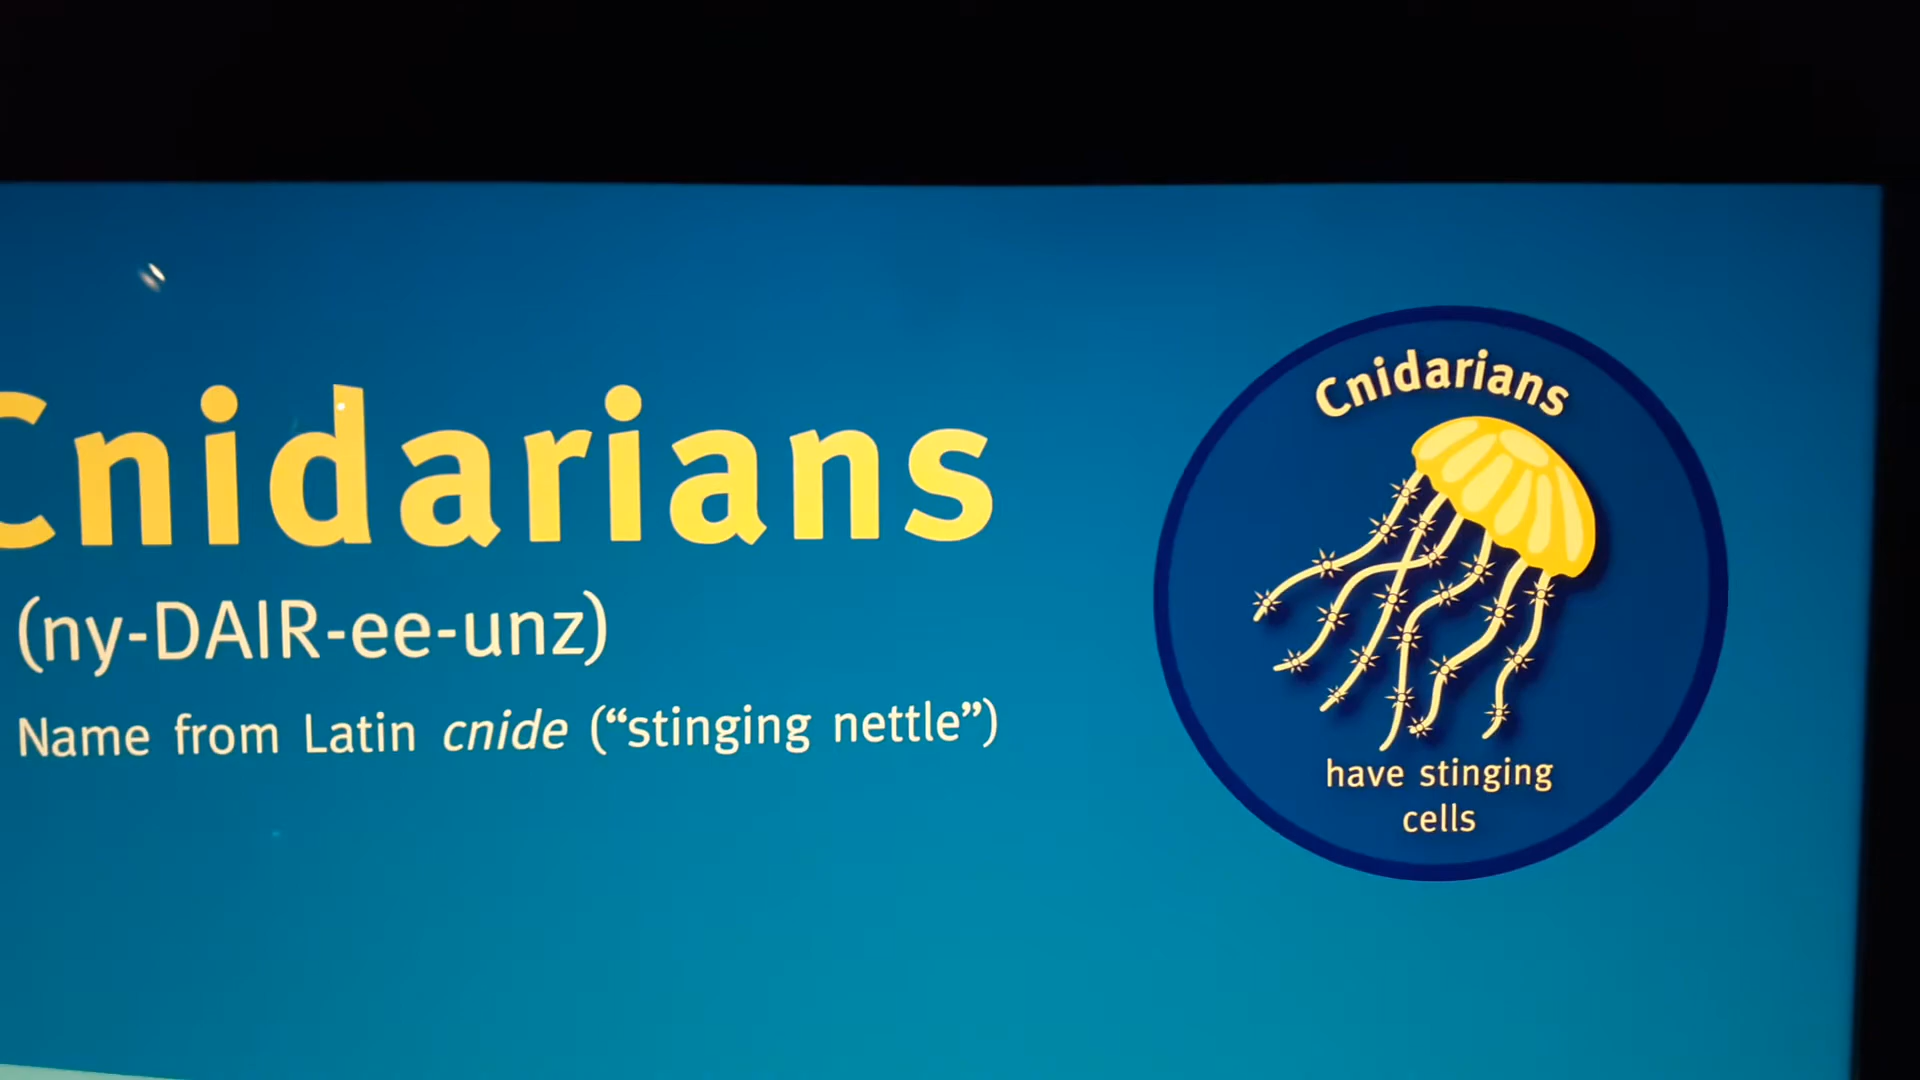 Cnidarians
(ny-DAIR-ee-unz)
Name from Latin cnide (“stinging nettle”)
Cnidarians
have stinging
cells